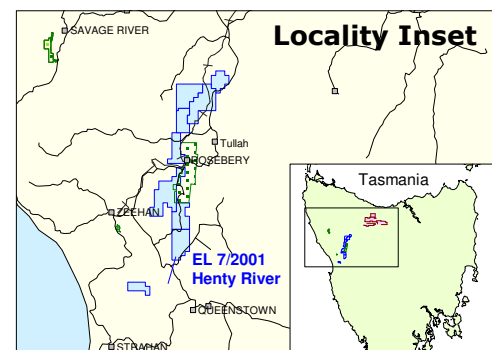 Locality Inset
SAVAGE RIVER
Tullah
ROSEBERY
Tasmania
ZEEHAN
EL 7/2001
Henty River
QUEENSTOWN
STRAHAN